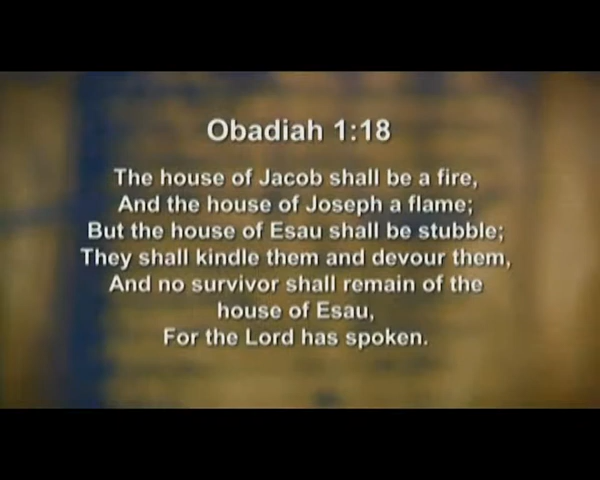 Obadiah 1:18
The house of Jacob shall be a fire,
And the house of Joseph a flame;
But the house of Esau shall be stubble;
They shall kindle them and devour them,
And no survivor shall remain of the
house of Esau,
For the Lord has spoken.